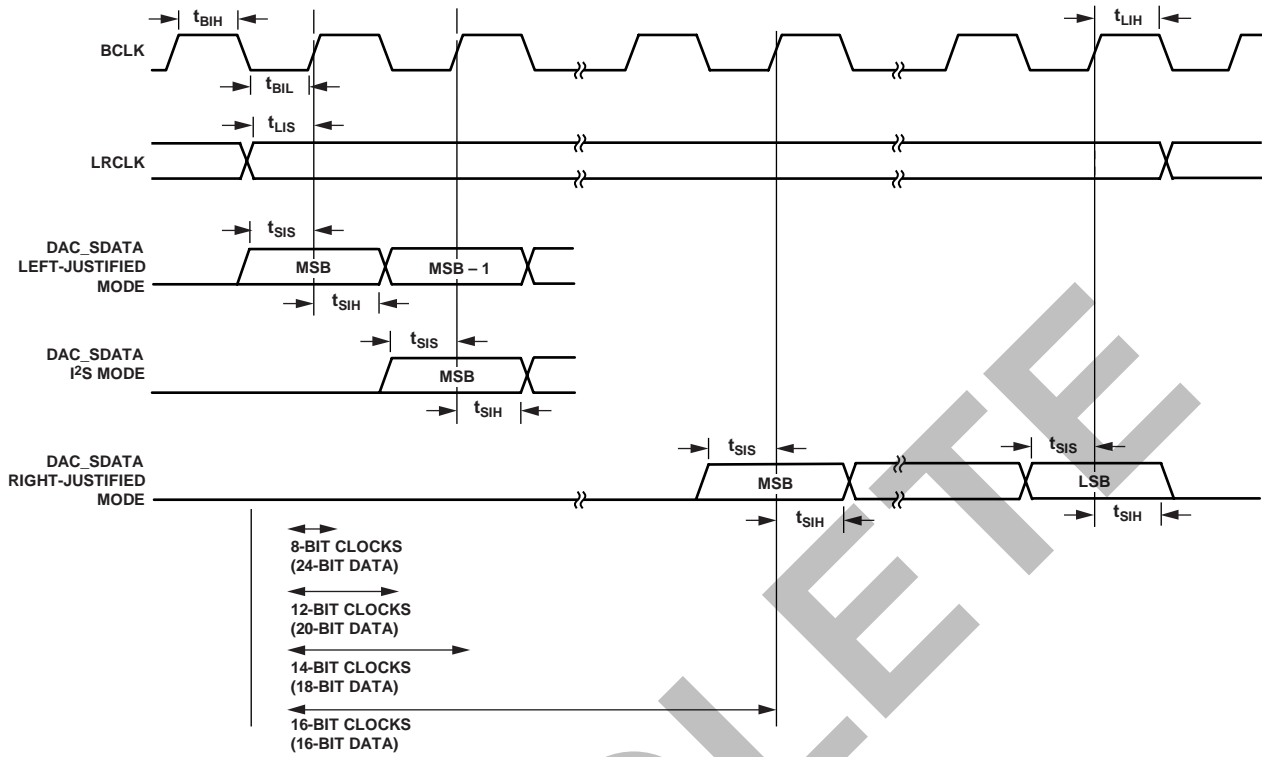 tBIH
tLIH
BCLK
tBIL
tLIS
LRCLK
tSIS
DAC_SDATA
LEFT-JUSTIFIED
MODE
MSB
MSB – 1
tSIH
tSIS
DAC_SDATA
I2S MODE
MSB
tSIH
tSIS
tSIS
DAC_SDATA
RIGHT-JUSTIFIED
MODE
MSB
LSB
tSIH
tSIH
8-BIT CLOCKS
(24-BIT DATA)
12-BIT CLOCKS
(20-BIT DATA)
14-BIT CLOCKS
(18-BIT DATA)
16-BIT CLOCKS
(16-BIT DATA)
LETE